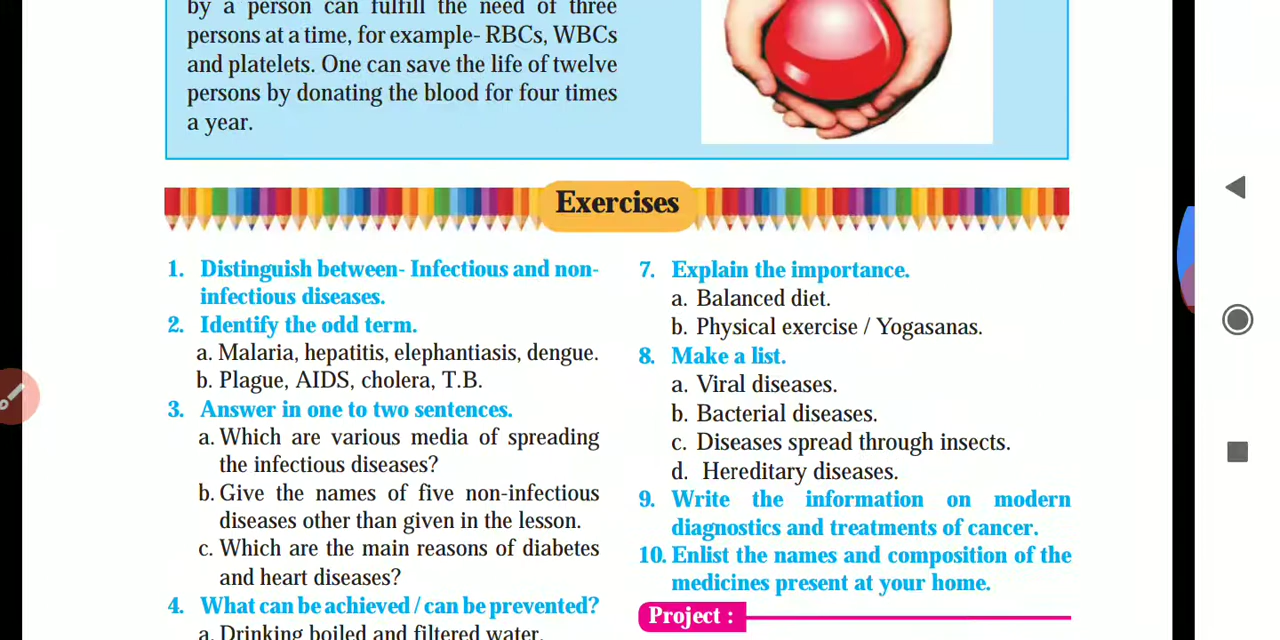 by a person can fulfill the need of three
persons at a time, for example- RBCs, WBCs
and platelets. One can save the life of twelve
persons by donating the blood for four times
a year.
Exercises
1. Distinguish between- Infectious and non-
infectious diseases.
2. Identify the odd term.
a. Malaria, hepatitis, elephantiasis, dengue.
b. Plague, AIDS, cholera, T.B.
3. Answer in one to two sentences.
a. Which are various media of spreading
the infectious diseases?
b. Give the names of five non-infectious
diseases other than given in the lesson.
c. Which are the main reasons of diabetes
and heart diseases?
4. What can be achieved / can be prevented?
a. Drinking boiled and filtered water.
7. Explain the importance.
a. Balanced diet.
b. Physical exercise / Yogasanas.
8. Make a list.
a. Viral diseases.
b. Bacterial diseases.
c. Diseases spread through insects.
d. Hereditary diseases.
9. Write the information on modern
diagnostics and treatments of cancer.
10. Enlist the names and composition of the
medicines present at your home.
Project :